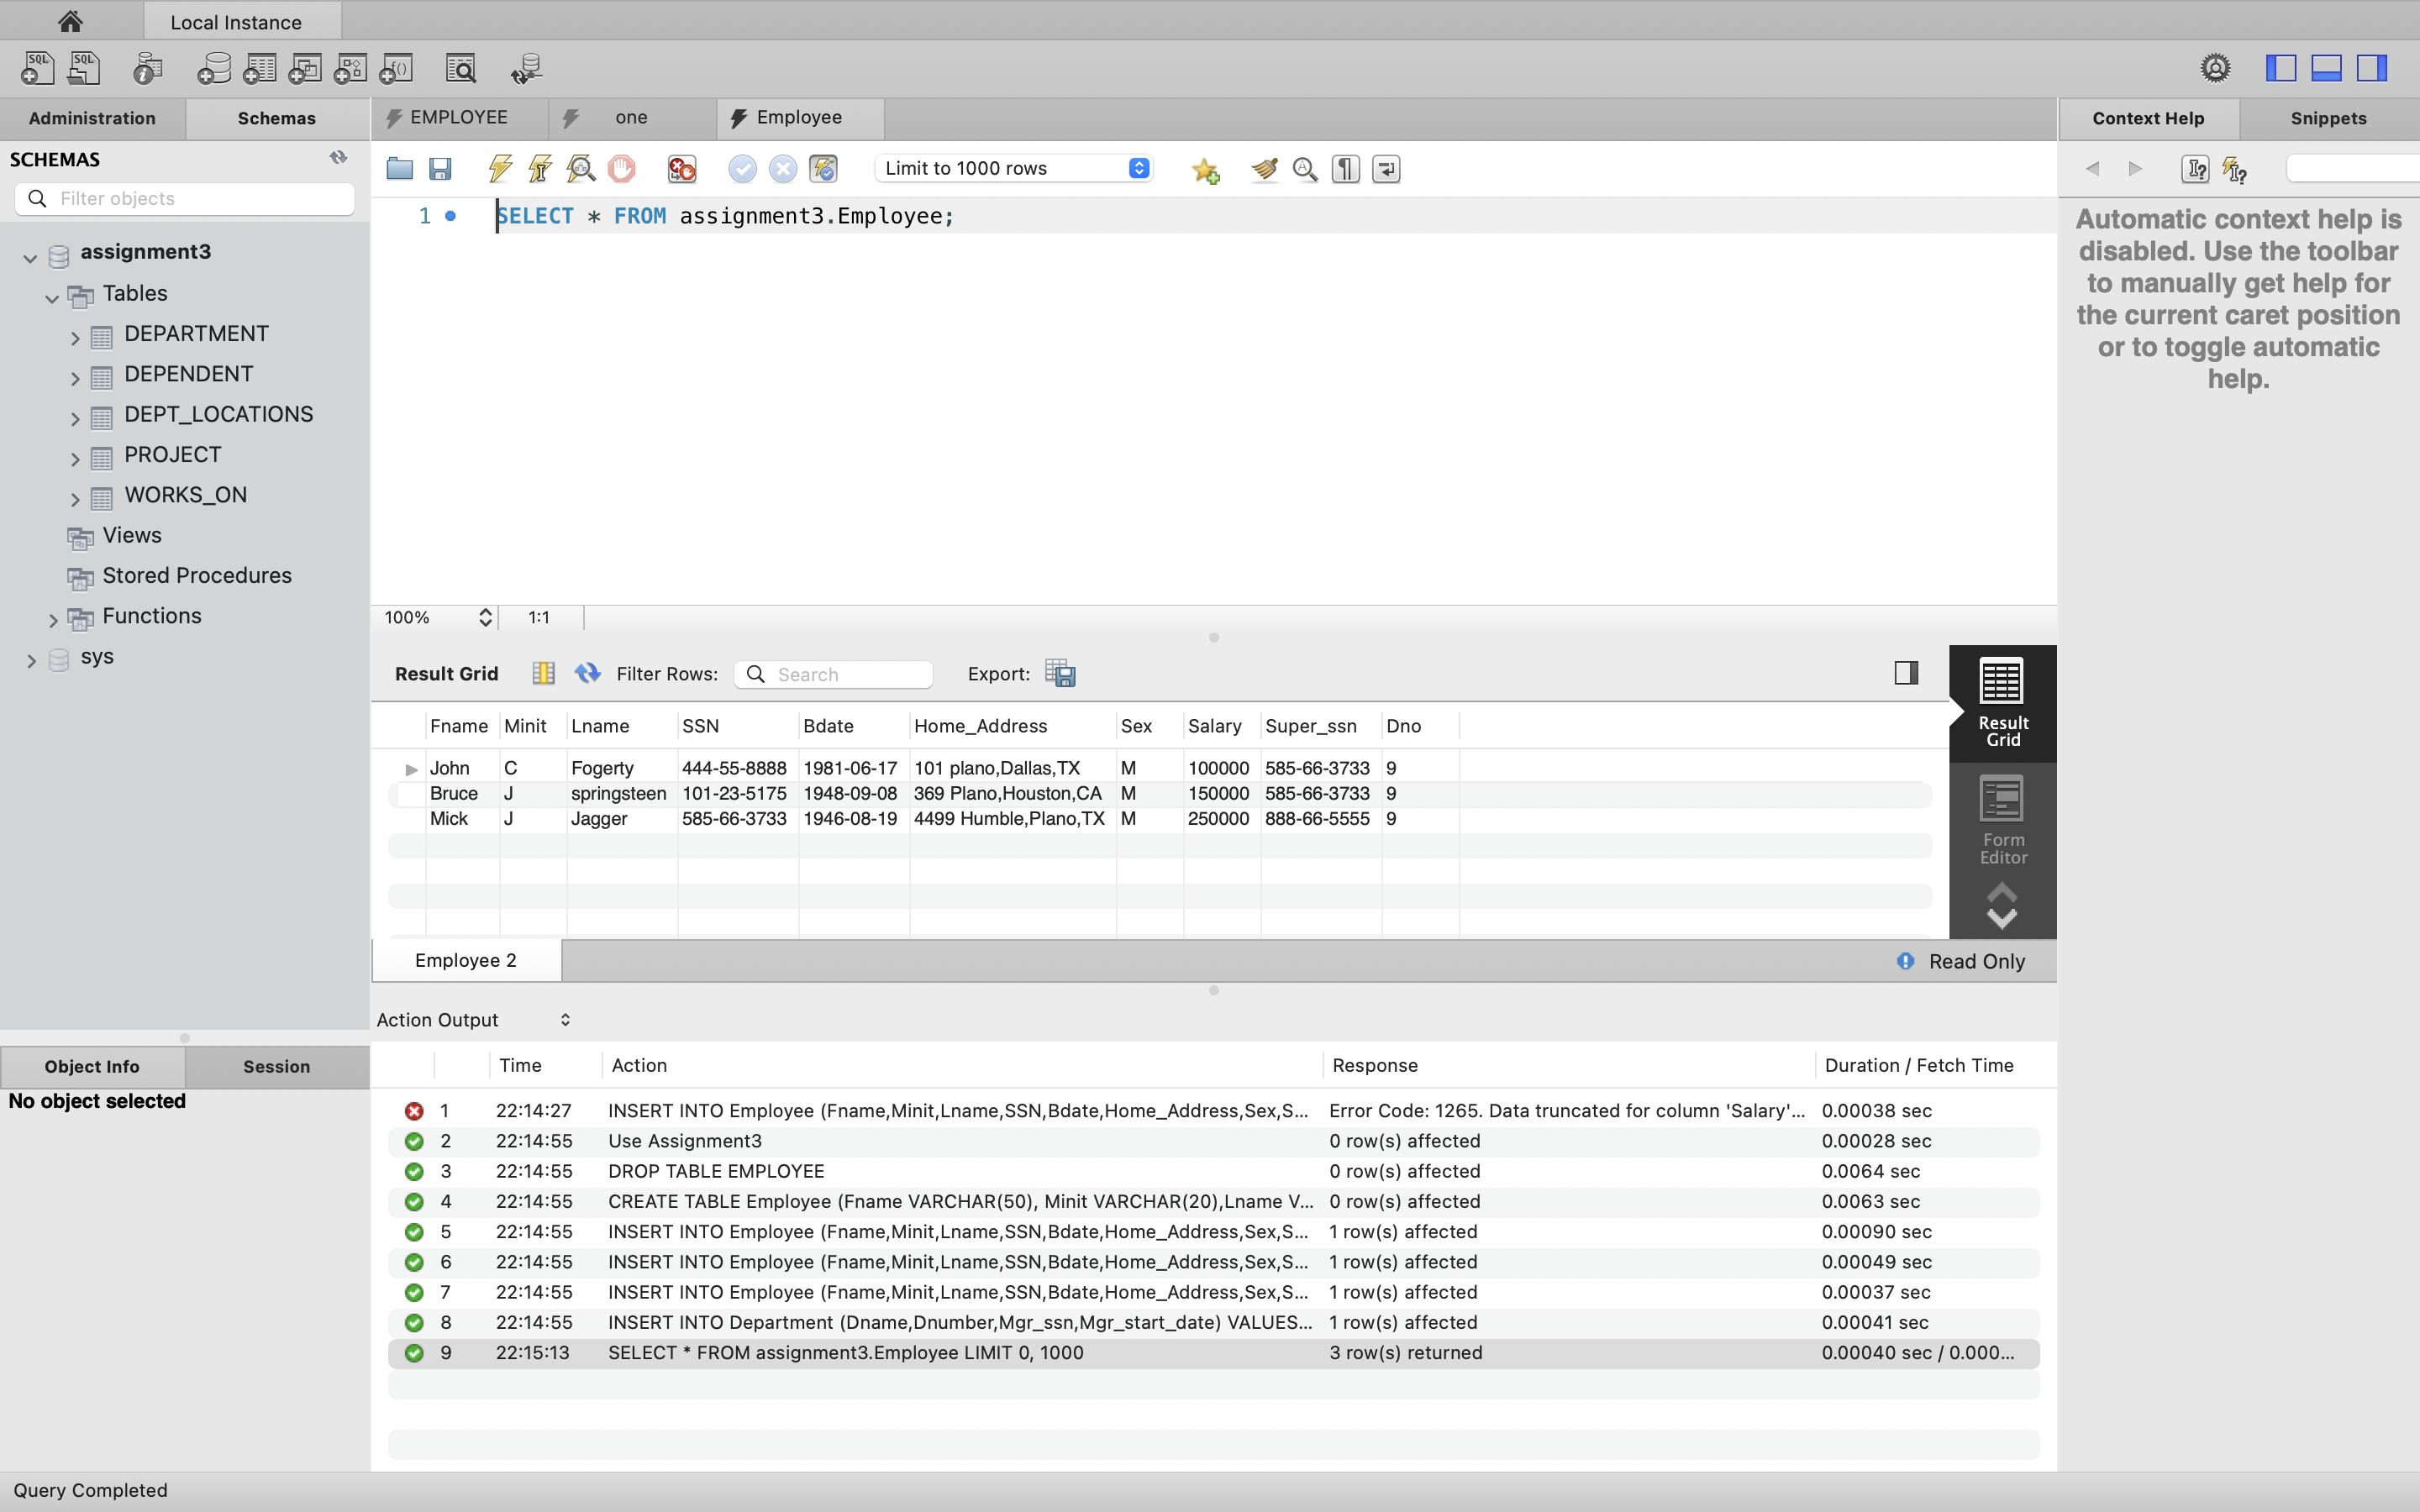 Local Instance
SQL SQL
Administration Schemas
SCHEMAS
Filter objects
assignment3
Tables
DEPARTMENT
DEPENDENT
DEPT_LOCATIONS
PROJECT
WORKS_ON
Views
Stored Procedures
Functions
sys
Object Info Session
No object selected
EMPLOYEE one Employee
Limit to 1000 rows
1 SELECT * FROM assignment3.Employee;
100% 1:1
Result Grid Filter Rows: Search Export:
Fname Minit Lname SSN Bdate Home_Address Sex Salary Super_ssn Dno
John C Fogerty 444-55-8888 1981-06-17 101 plano,Dallas,TX M 100000 585-66-3733 9
Bruce J springsteen 101-23-5175 1948-09-08 369 Plano,Houston,CA M 150000 585-66-3733 9
Mick J Jagger 585-66-3733 1946-08-19 4499 Humble,Plano,TX M 250000 888-66-5555 9
Result
Grid
Form
Editor
Employee 2 Read Only
Action Output
Time Action Response Duration / Fetch Time
1 22:14:27 INSERT INTO Employee (Fname,Minit,Lname,SSN,Bdate,Home_Address,Sex,S... Error Code: 1265. Data truncated for column 'Salary'... 0.00038 sec
2 22:14:55 Use Assignment3 0 row(s) affected 0.00028 sec
3 22:14:55 DROP TABLE EMPLOYEE 0 row(s) affected 0.0064 sec
4 22:14:55 CREATE TABLE Employee (Fname VARCHAR(50), Minit VARCHAR(20),Lname V... 0 row(s) affected 0.0063 sec
5 22:14:55 INSERT INTO Employee (Fname,Minit,Lname,SSN,Bdate,Home_Address,Sex,S... 1 row(s) affected 0.00090 sec
6 22:14:55 INSERT INTO Employee (Fname,Minit,Lname,SSN,Bdate,Home_Address,Sex,S... 1 row(s) affected 0.00049 sec
7 22:14:55 INSERT INTO Employee (Fname,Minit,Lname,SSN,Bdate,Home_Address,Sex,S... 1 row(s) affected 0.00037 sec
8 22:14:55 INSERT INTO Department (Dname,Dnumber,Mgr_ssn,Mgr_start_date) VALUES... 1 row(s) affected 0.00041 sec
9 22:15:13 SELECT * FROM assignment3.Employee LIMIT 0, 1000 3 row(s) returned 0.00040 sec / 0.000...
Context Help Snippets
Automatic context help is
disabled. Use the toolbar
to manually get help for
the current caret position
or to toggle automatic
help.
Query Completed